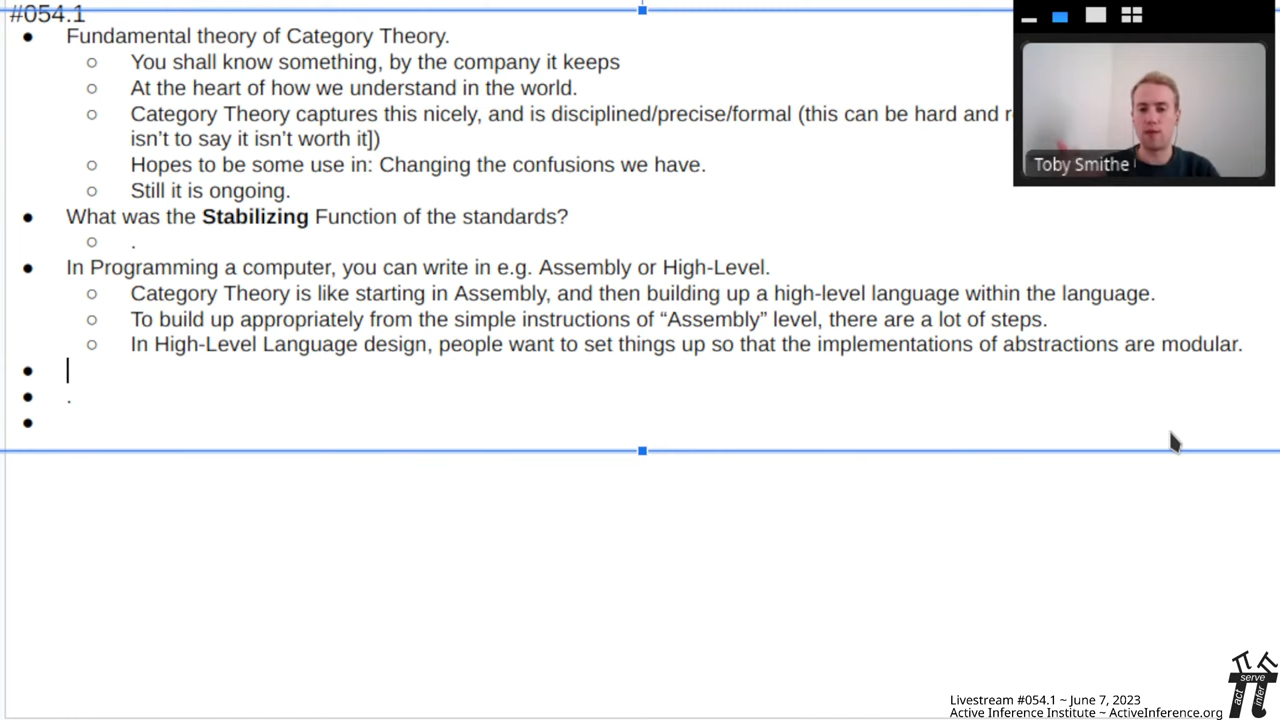 #054.1
● Fundamental theory of Category Theory.
○ You shall know something, by the company it keeps
○ At the heart of how we understand in the world.
○ Category Theory captures this nicely, and is disciplined/precise/formal (this can be hard and
isn’t to say it isn’t worth it])
○ Hopes to be some use in: Changing the confusions we have.
○ Still it is ongoing.
● What was the Stabilizing Function of the standards?
○ .
● In Programming a computer, you can write in e.g. Assembly or High-Level.
○ Category Theory is like starting in Assembly, and then building up a high-level language within the language.
○ To build up appropriately from the simple instructions of “Assembly” level, there are a lot of steps.
○ In High-Level Language design, people want to set things up so that the implementations of abstractions are modular.
●
● .
●
Toby Smithe
Livestream #054.1 ~ June 7, 2023
Active Inference Institute ~ ActiveInference.org
act
serve
infer